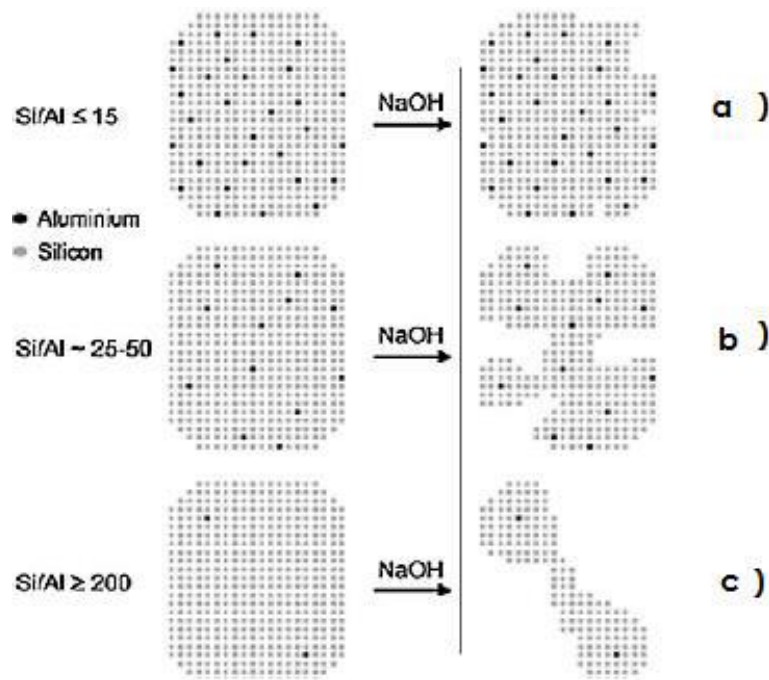 Si/Al ≤ 15
NaOH
a )
Aluminium
Silicon
Si/Al ~ 25-50
NaOH
b )
Si/Al ≥ 200
NaOH
c )